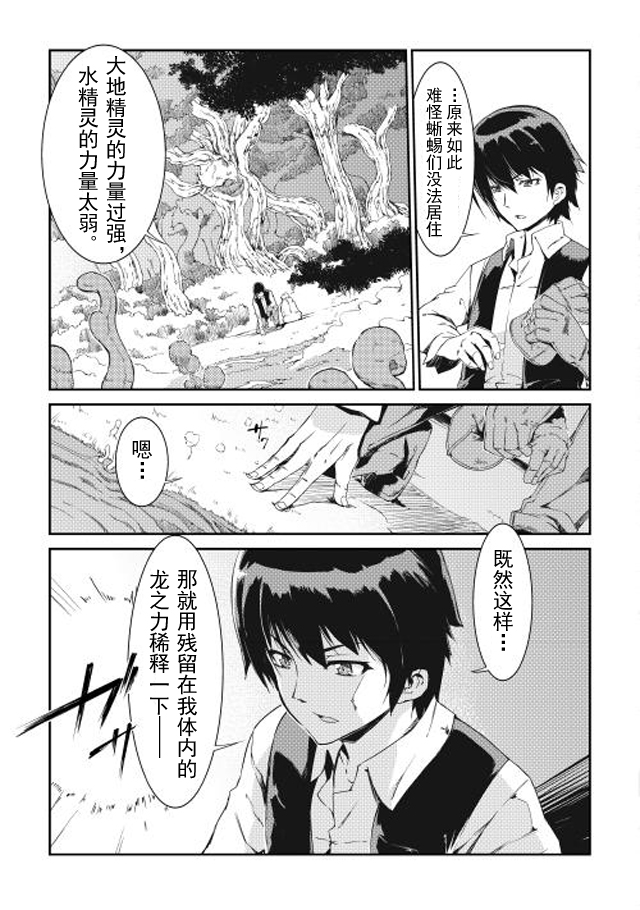 …原来如此
难怪蜥蜴们没法居住
大地精灵的力量过强，
水精灵的力量太弱。
嗯…
既然这样…
那就用残留在我体内的
龙之力稀释一下——